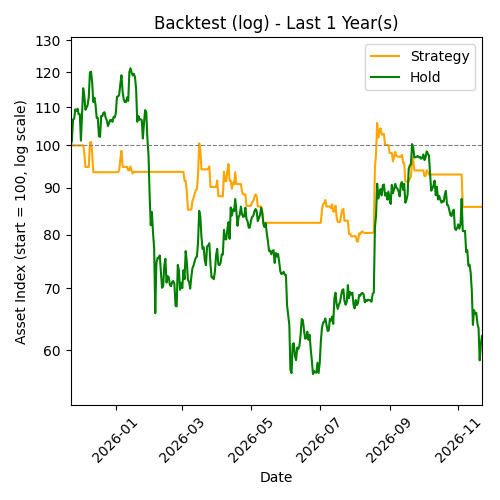 Backtest (log) - Last 1 Year(s)
Asset Index (start = 100, log scale)
130
120
110
100
90
80
70
60
Strategy
Hold
2026-01
2026-03
2026-05
2026-07
2026-09
2026-11
Date